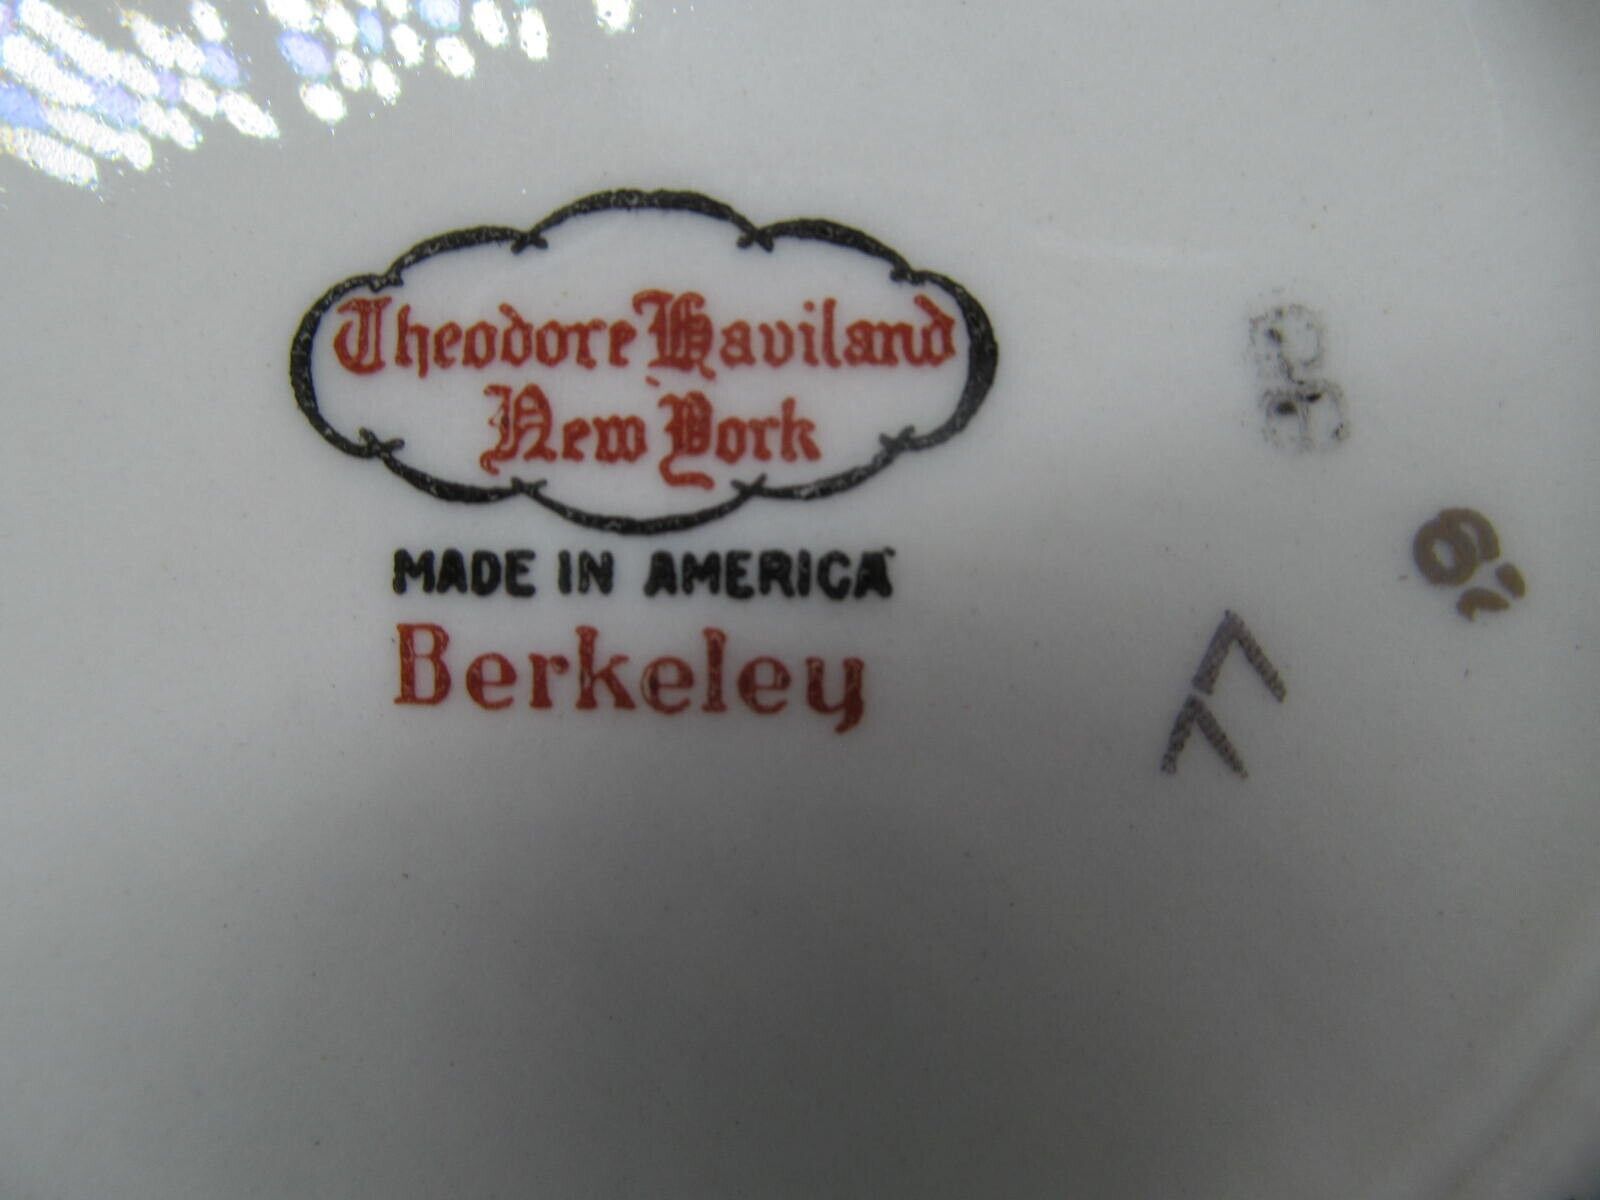 Theodore Haviland
New York
MADE IN AMERICA
Berkeley